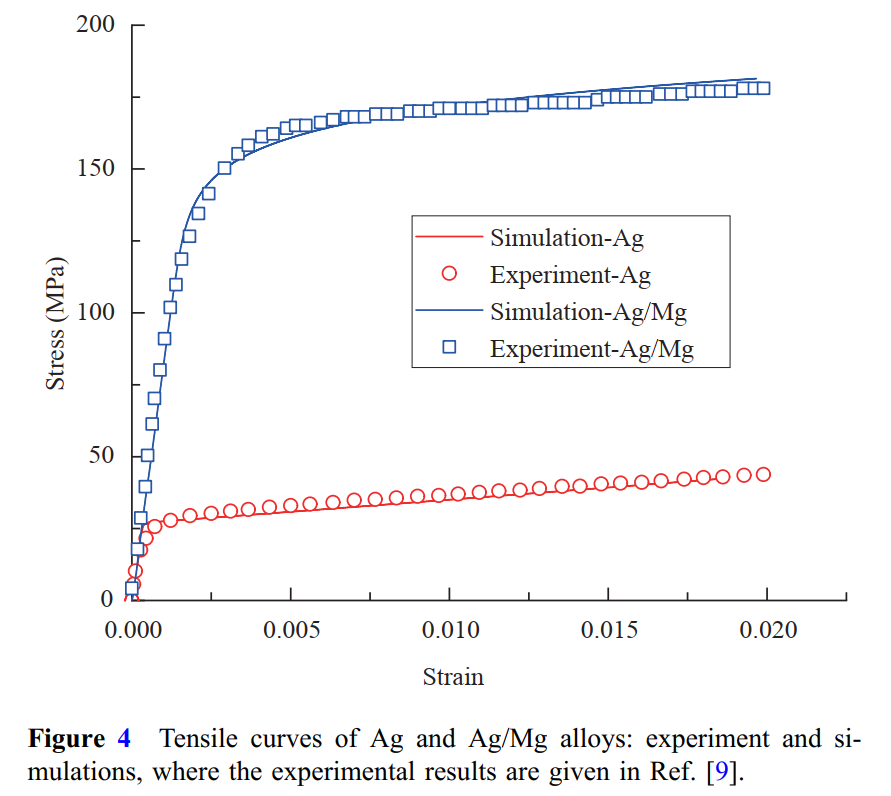 200
150
100
50
0
Stress (MPa)
Simulation-Ag
Experiment-Ag
Simulation-Ag/Mg
Experiment-Ag/Mg
0.000 0.005 0.010 0.015 0.020
Strain
Figure 4 Tensile curves of Ag and Ag/Mg alloys: experiment and si-
mulations, where the experimental results are given in Ref. [9].